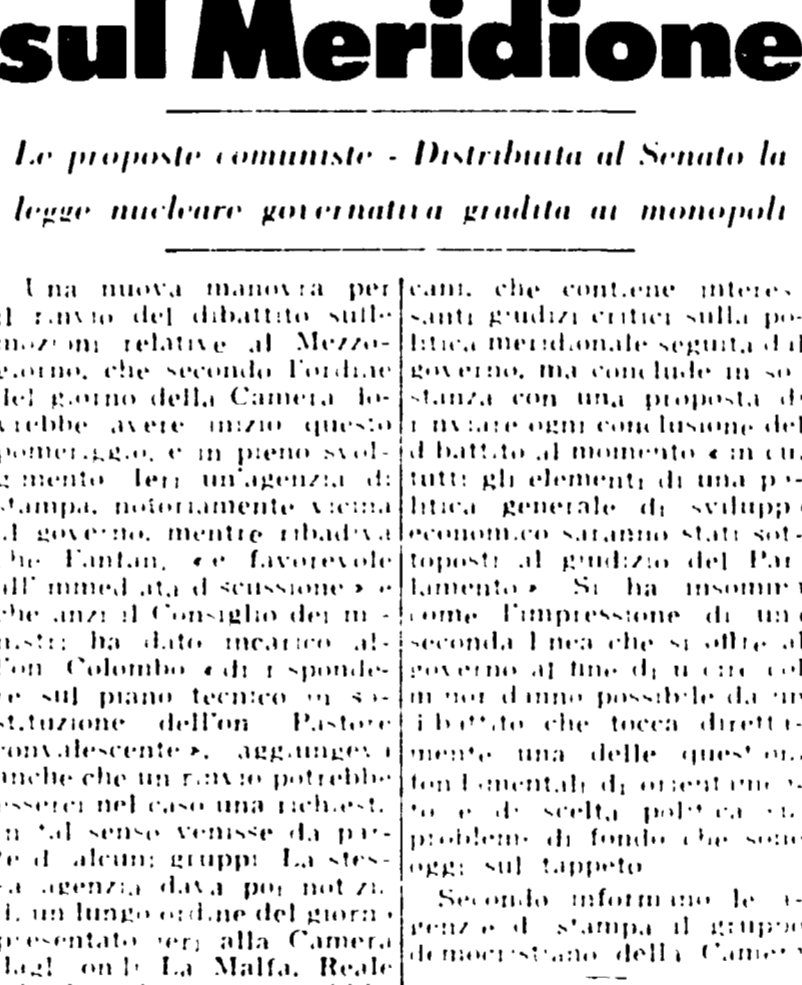 sul Meridione
Le proposte comuniste - Distribuita al Senato la
legge nucleare governativa gradita ai monopoli
Una nuova manovra per
il rinvio del dibattito sulle
mozioni relative al Mezzo-
giorno, che secondo l'ordine
del giorno della Camera do-
vrebbe avere inizio questo
pomeriggio, è in pieno svol-
gimento. Ieri un'agenzia di
stampa, notoriamente vicina
al governo, mentre ribadiva
che Fanfani « è favorevole
all'immediata discussione » e
che anzi il Consiglio dei mi-
nistri ha dato incarico al-
l'on Colombo « di risponde-
re sul piano tecnico in so-
stituzione dell'on Pastore
convalescente », aggiungeva
anche che un rinvio potrebbe
esserci nel caso una richiesta
in tal senso venisse da par-
te di alcuni gruppi La stes-
sa agenzia dava poi notizia
di un lungo ordine del giorno
presentato ieri alla Camera
dagli on.li La Malfa, Reale
cani, che contiene interes-
santi giudizi critici sulla po-
litica meridionale seguita dal
governo, ma conclude in so-
stanza con una proposta di
rinviare ogni conclusione del
dibattito al momento « in cui
tutti gli elementi di una po-
litica generale di sviluppo
economico saranno stati sot-
toposti al giudizio del Par-
lamento » Si ha insomma
come l'impressione di una
seconda linea che si offre al
governo al fine di uscire col
minor danno possibile da un
dibattito che tocca diretta-
mente una delle questioni
fondamentali di orientamen-
to e di scelta politica sui
problemi di fondo che sono
oggi sul tappeto
Secondo informano le a-
genzie di stampa il gruppo
democristiano della Camera